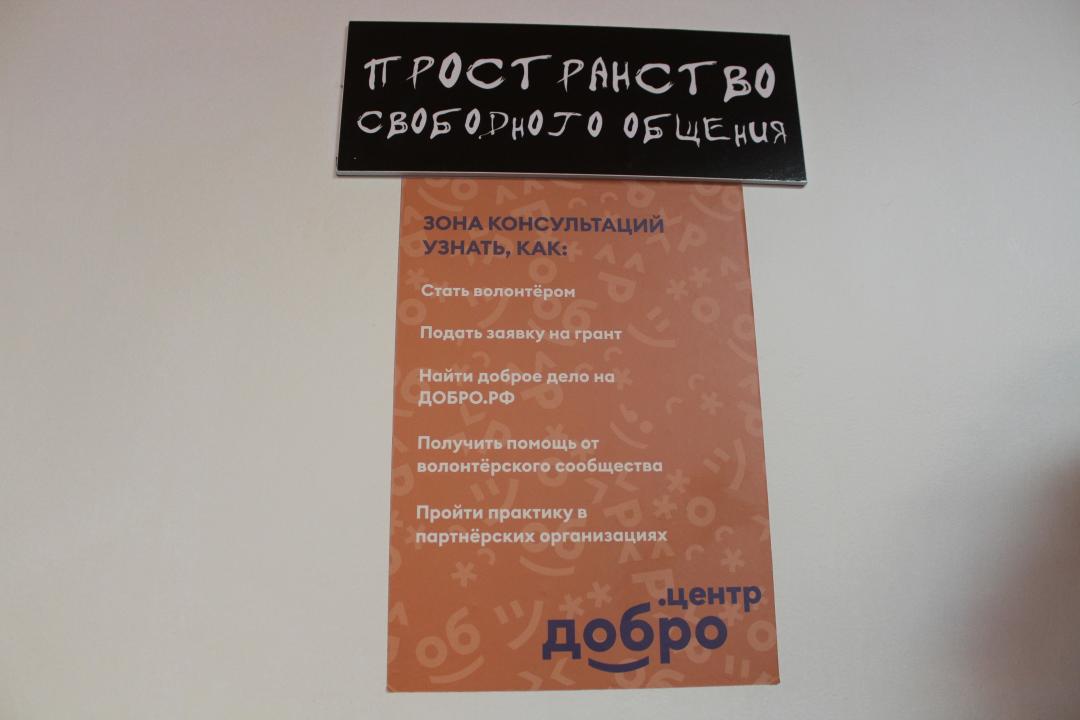 ПРОСТРАНСТВО
СВОБОДНОГО ОБЩЕНИЯ
ЗОНА КОНСУЛЬТАЦИЙ
УЗНАТЬ, КАК:
Стать волонтёром
Подать заявку на грант
Найти доброе дело на
ДОБРО.РФ
Получить помощь от
волонтёрского сообщества
Пройти практику в
партнёрских организациях
.центр
добро